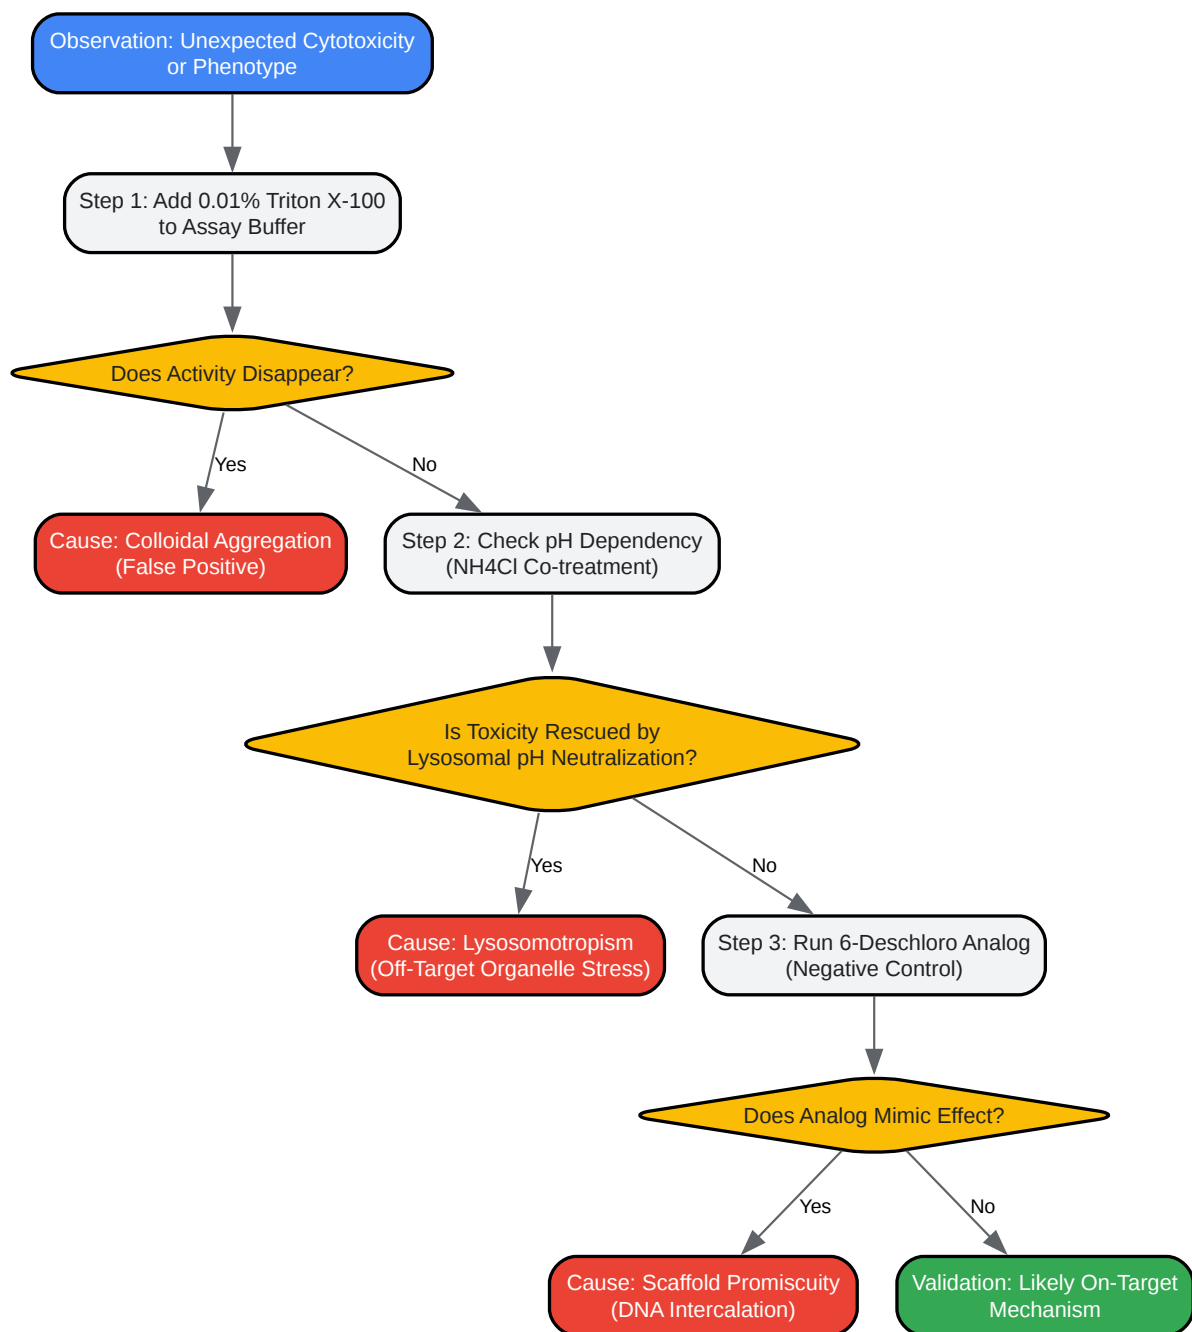 Observation: Unexpected Cytotoxicity
or Phenotype
Step 1: Add 0.01% Triton X-100
to Assay Buffer
Does Activity Disappear?
Yes
No
Cause: Colloidal Aggregation
(False Positive)
Step 2: Check pH Dependency
(NH4Cl Co-treatment)
Is Toxicity Rescued by
Lysosomal pH Neutralization?
Yes
No
Cause: Lysosomotropism
(Off-Target Organelle Stress)
Step 3: Run 6-Deschloro Analog
(Negative Control)
Does Analog Mimic Effect?
Yes
No
Cause: Scaffold Promiscuity
(DNA Intercalation)
Validation: Likely On-Target
Mechanism